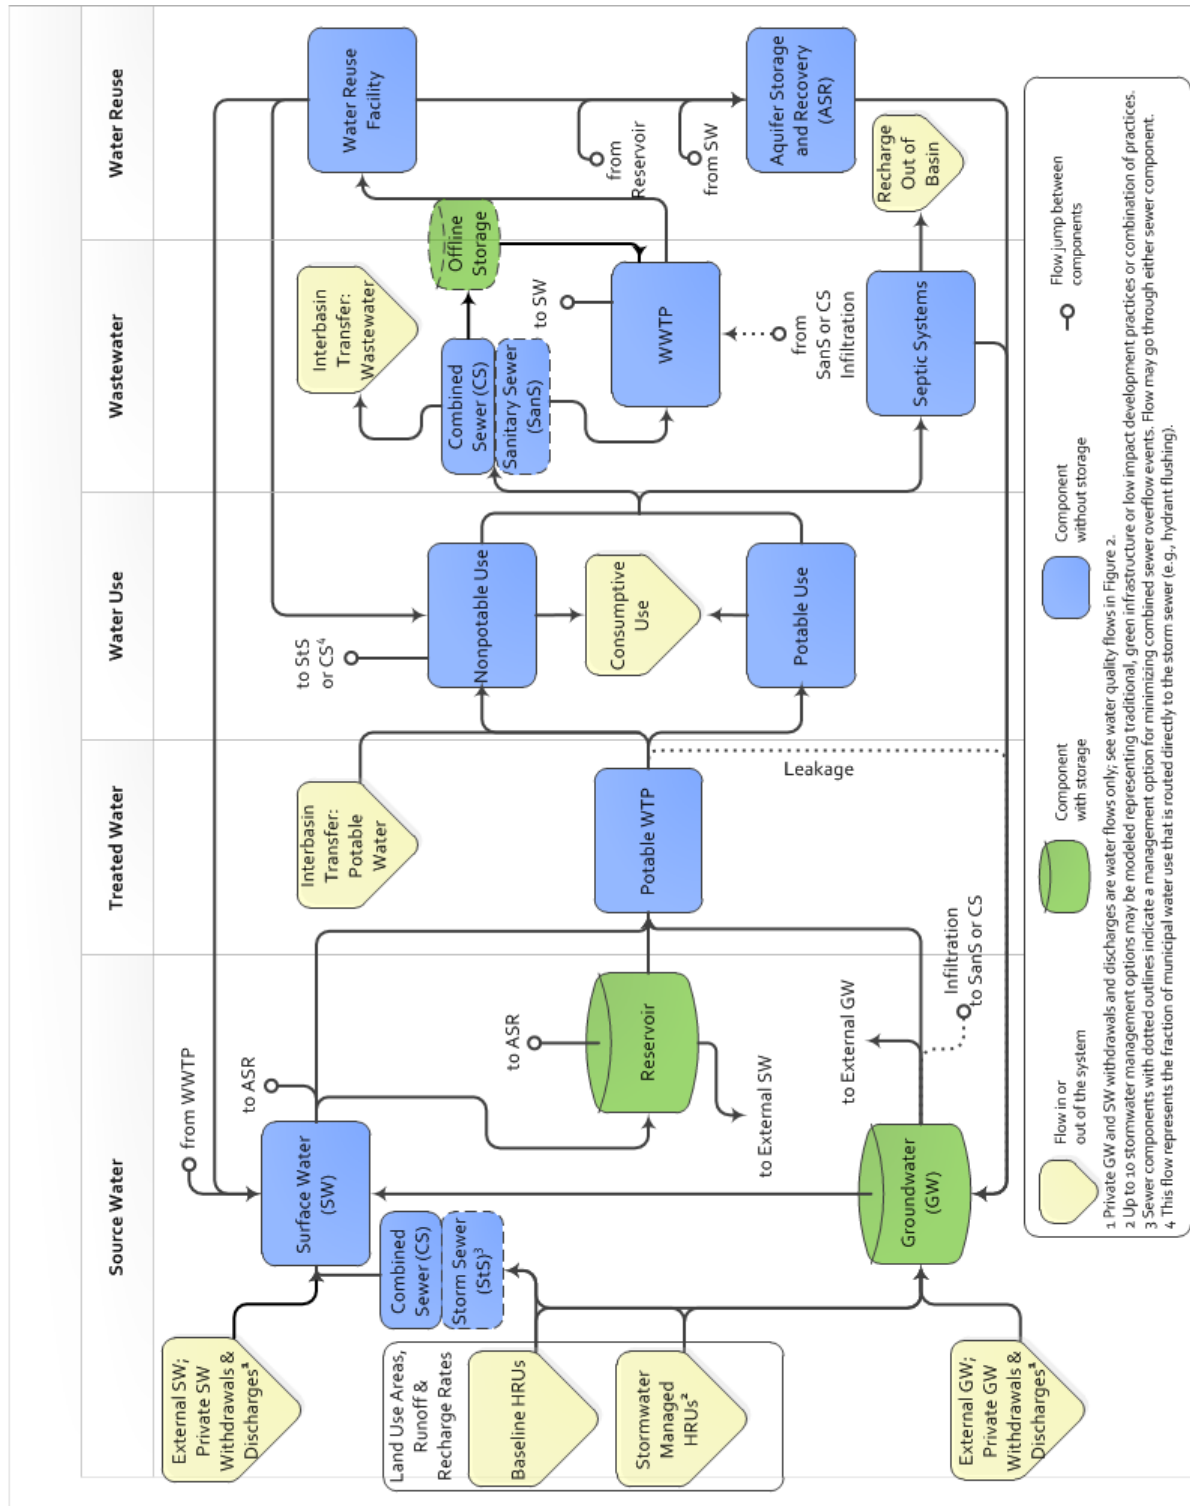 Source Water
Treated Water
Water Use
Wastewater
Water Reuse
External SW;
Private SW
Withdrawals &
Discharges¹
from WWTP
to ASR
Surface Water
(SW)
Combined
Sewer (CS)
Storm Sewer
(StS)³
Land Use Areas,
Runoff &
Recharge Rates
Baseline HRUs
Stormwater
Managed
HRUs²
External GW;
Private GW
Withdrawals &
Discharges¹
to ASR
Reservoir
to External SW
to External GW
Groundwater
(GW)
Infiltration
to SanS or CS
Interbasin
Transfer:
Potable
Water
Potable WTP
Leakage
to StS
or CS⁴
Nonpotable Use
Consumptive
Use
Potable Use
Interbasin
Transfer:
Wastewater
Combined
Sewer (CS)
Sanitary Sewer
(SanS)
Offline
Storage
to SW
WWTP
from
SanS or CS
Infiltration
Septic Systems
Water Reuse
Facility
from
Reservoir
from SW
Aquifer Storage
and Recovery
(ASR)
Recharge
Out of
Basin
Flow in or
out of the system
Component
with storage
Component
without storage
Flow jump between
components
1 Private GW and SW withdrawals and discharges are water flows only; see water quality flows in Figure 2.
2 Up to 10 stormwater management options may be modeled representing traditional, green infrastructure or low impact development practices or combination of practices.
3 Sewer components with dotted outlines indicate a management option for minimizing combined sewer overflow events. Flow may go through either sewer component.
4 This flow represents the fraction of municipal water use that is routed directly to the storm sewer (e.g., hydrant flushing).